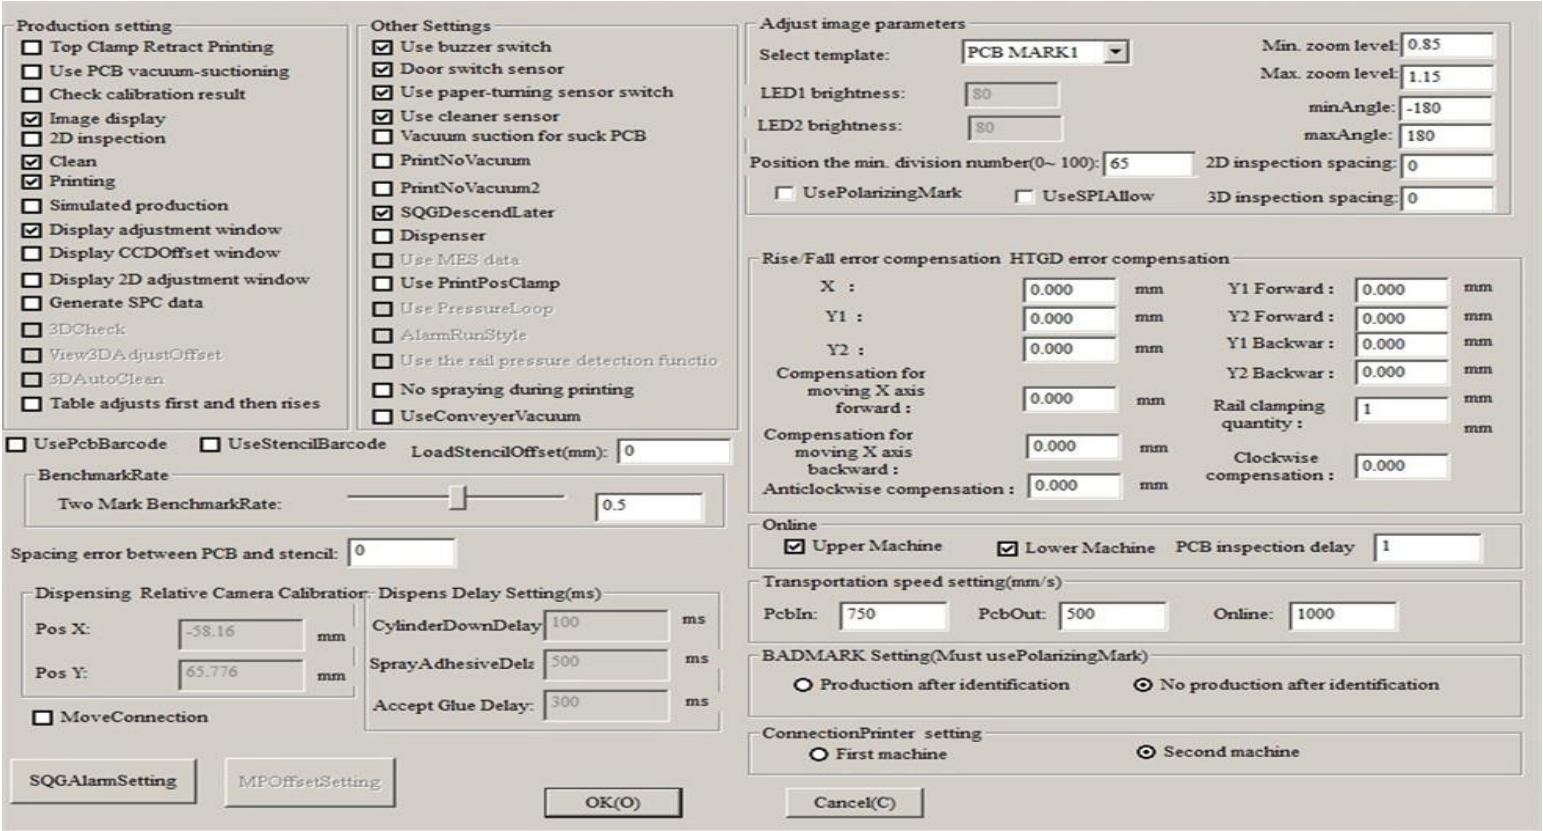 Production setting
Top Clamp Retract Printing
Use PCB vacuum-suctioning
Check calibration result
Image display
2D inspection
Clean
Printing
Simulated production
Display adjustment window
Display CCDOffset window
Display 2D adjustment window
Generate SPC data
3DCheck
View3DAdjustOffset
3DAutoClean
Table adjusts first and then rises
Other Settings
Use buzzer switch
Door switch sensor
Use paper-turning sensor switch
Use cleaner sensor
Vacuum suction for suck PCB
PrintNoVacuum
PrintNoVacuum2
SQGDescendLater
Dispenser
Use MES data
Use PrintPosClamp
Use PressureLoop
AlarmRunStyle
Use the rail pressure detection functio
No spraying during printing
UseConveyerVacuum
UsePcbBarcode UseStencilBarcode LoadStencilOffset(mm): 0
BenchmarkRate
Two Mark BenchmarkRate: 0.5
Spacing error between PCB and stencil: 0
Dispensing Relative Camera Calibration
Pos X: -58.16 mm
Pos Y: 65.776 mm
MoveConnection
Dispens Delay Setting(ms)
CylinderDownDelay 100 ms
SprayAdhesiveDela 500 ms
Accept Glue Delay: 300 ms
SQGAlarmSetting MPOffsetSetting OK(O) Cancel(C)
Adjust image parameters
Select template: PCB MARK1
LED1 brightness: 80
LED2 brightness: 80
Position the min. division number(0~ 100): 65
UsePolarizingMark UseSPIAllow
Min. zoom level: 0.85
Max. zoom level: 1.15
minAngle: -180
maxAngle: 180
2D inspection spacing: 0
3D inspection spacing: 0
Rise/Fall error compensation HTGD error compensation
X : 0.000 mm
Y1 : 0.000 mm
Y2 : 0.000 mm
Compensation for
moving X axis
forward : 0.000 mm
Compensation for
moving X axis
backward : 0.000 mm
Anticlockwise compensation : 0.000 mm
Y1 Forward : 0.000 mm
Y2 Forward : 0.000 mm
Y1 Backwar : 0.000 mm
Y2 Backwar : 0.000 mm
Rail clamping
quantity : 1 mm
mm
Clockwise
compensation : 0.000
Online
Upper Machine Lower Machine PCB inspection delay 1
Transportation speed setting(mm/s)
PcbIn: 750 PcbOut: 500 Online: 1000
BADMARK Setting(Must usePolarizingMark)
Production after identification No production after identification
ConnectionPrinter setting
First machine Second machine